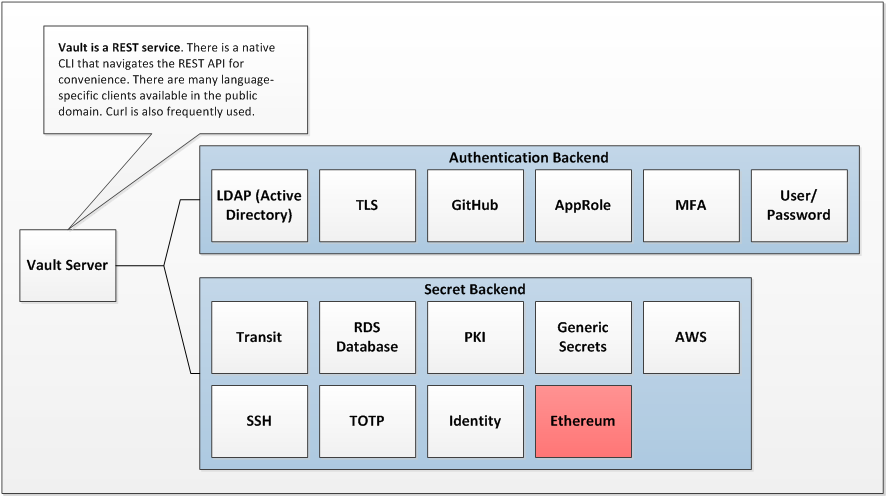 Vault is a REST service. There is a native
CLI that navigates the REST API for
convenience. There are many language-
specific clients available in the public
domain. Curl is also frequently used.
Authentication Backend
LDAP (Active
Directory)
TLS
GitHub
AppRole
MFA
User/
Password
Vault Server
Secret Backend
Transit
RDS
Database
PKI
Generic
Secrets
AWS
SSH
TOTP
Identity
Ethereum